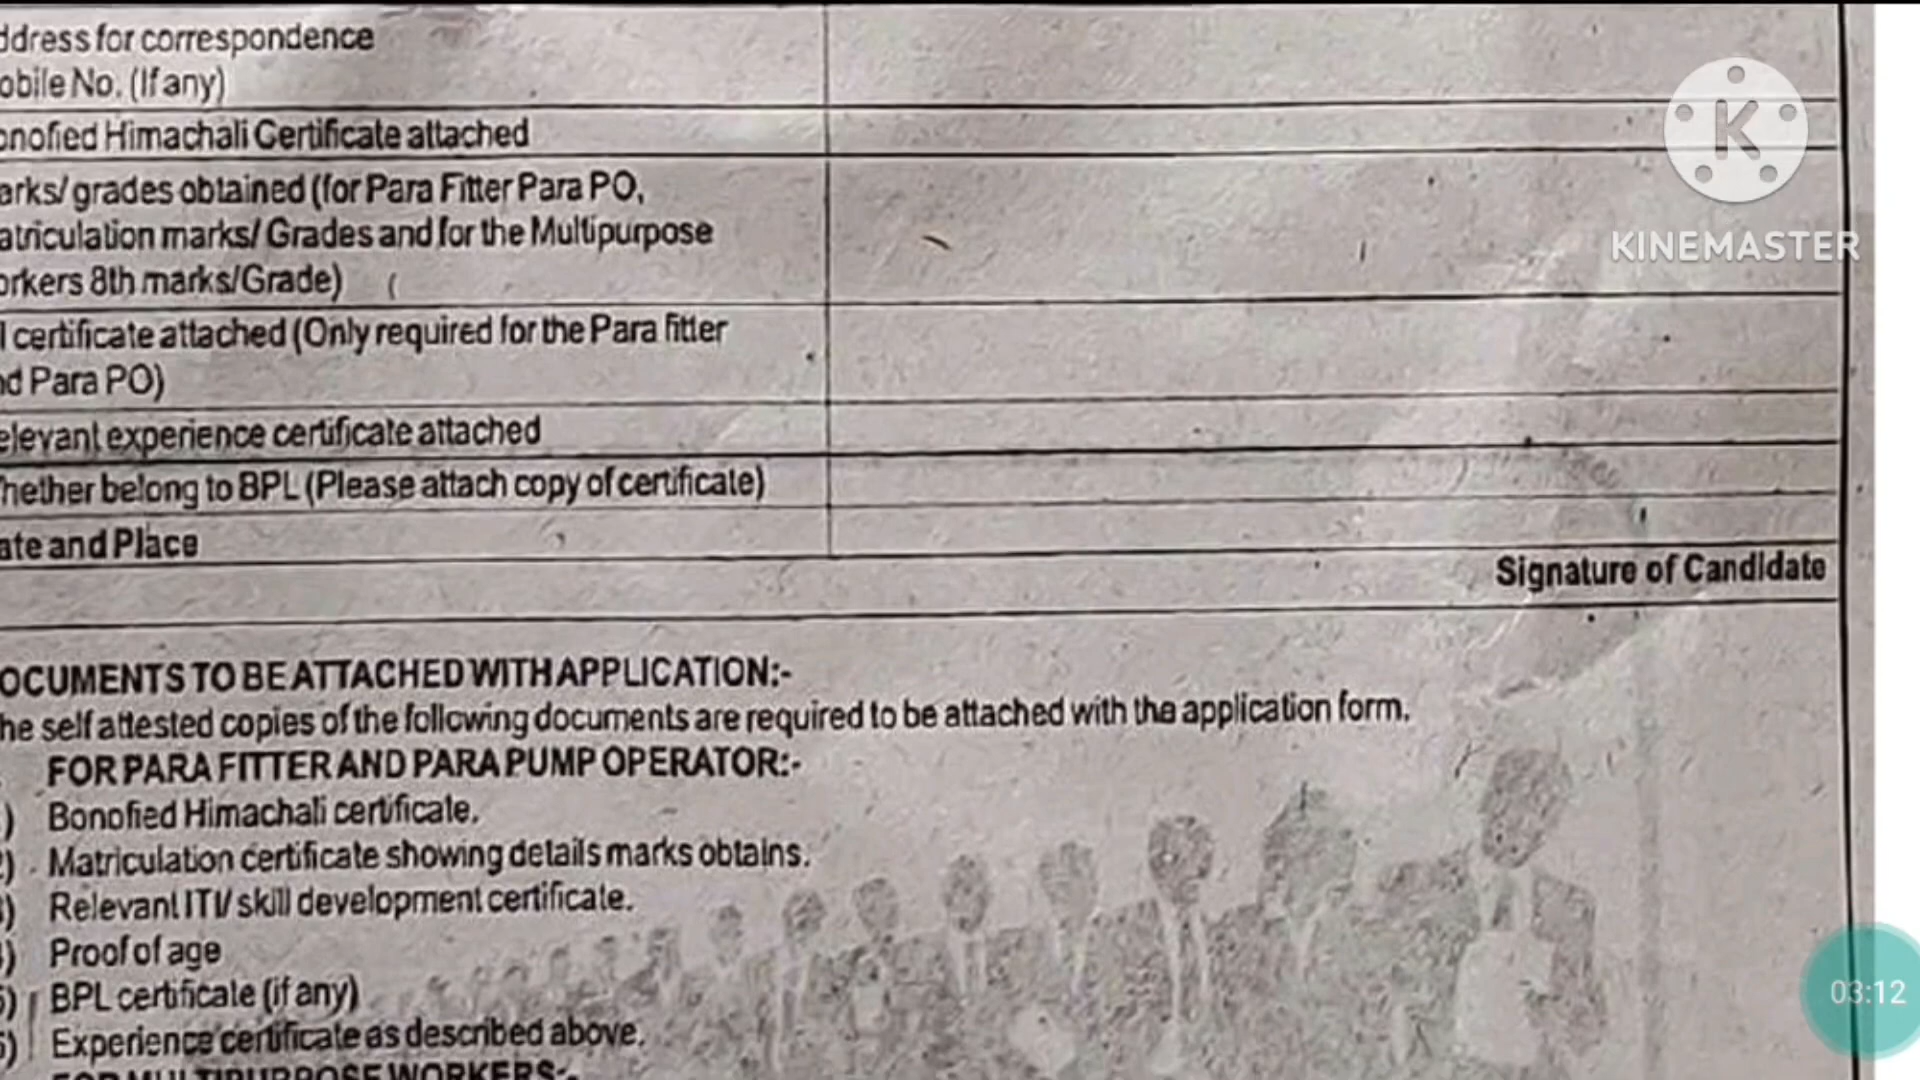 ddress for correspondence
obile No. (If any)
onofied Himachali Certificate attached
arks/ grades obtained (for Para Fitter Para PO,
atriculation marks/ Grades and for the Multipurpose
orkers 8th marks/Grade)
I certificate attached (Only required for the Para fitter
nd Para PO)
elevant experience certificate attached
hether belong to BPL (Please attach copy of certificate)
ate and Place
Signature of Candidate
OCUMENTS TO BE ATTACHED WITH APPLICATION:-
he self attested copies of the following documents are required to be attached with the application form.
FOR PARA FITTER AND PARA PUMP OPERATOR:-
) Bonofied Himachali certificate.
) Matriculation certificate showing details marks obtains.
) Relevant ITI/ skill development certificate.
) Proof of age
) BPL certificate (if any)
) Experience certificate as described above.
FOR MULTIPURPOSE WORKERS:-
K
KINEMASTER
03:12